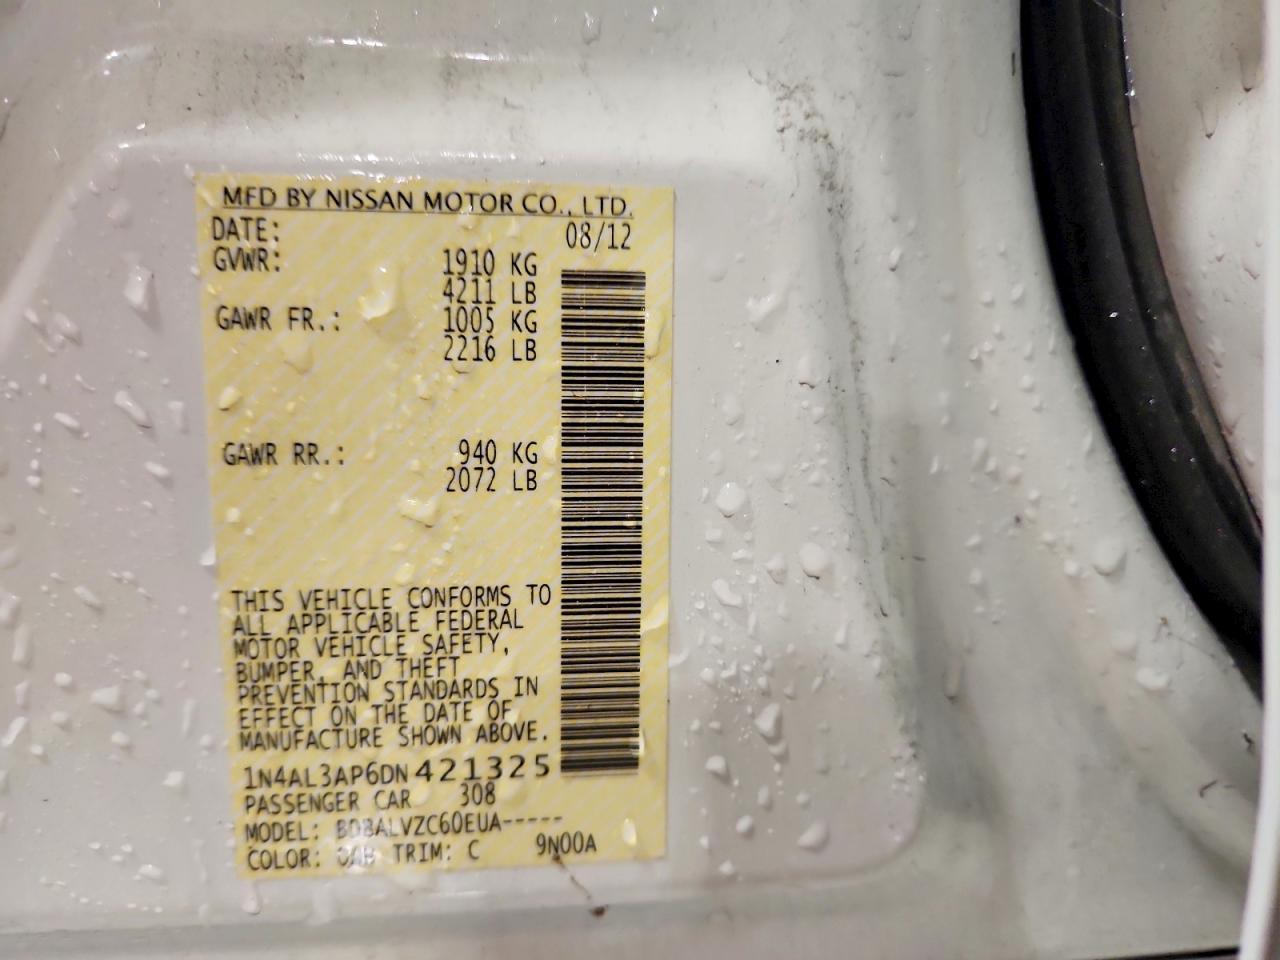 MFD BY NISSAN MOTOR CO., LTD.
DATE: 08/12
GVWR: 1910 KG
4211 LB
GAWR FR.: 1005 KG
2216 LB
GAWR RR.: 940 KG
2072 LB
THIS VEHICLE CONFORMS TO
ALL APPLICABLE FEDERAL
MOTOR VEHICLE SAFETY,
BUMPER, AND THEFT
PREVENTION STANDARDS IN
EFFECT ON THE DATE OF
MANUFACTURE SHOWN ABOVE.
1N4AL3AP6DN421325
PASSENGER CAR 308
MODEL: BDBALVZC60EUA-----
COLOR: TRIM: C 9N00A